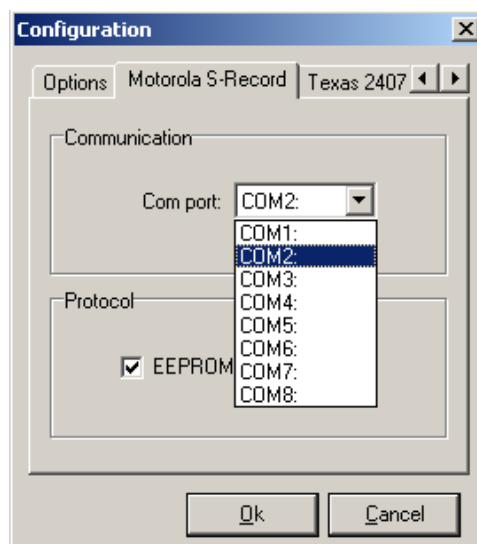 Configuration
Options Motorola S-Record Texas 2407
Communication
Com port: COM2:
COM1:
COM2:
COM3:
Protocol COM4:
COM5:
COM6:
EEPROM COM7:
COM8:
Ok Cancel